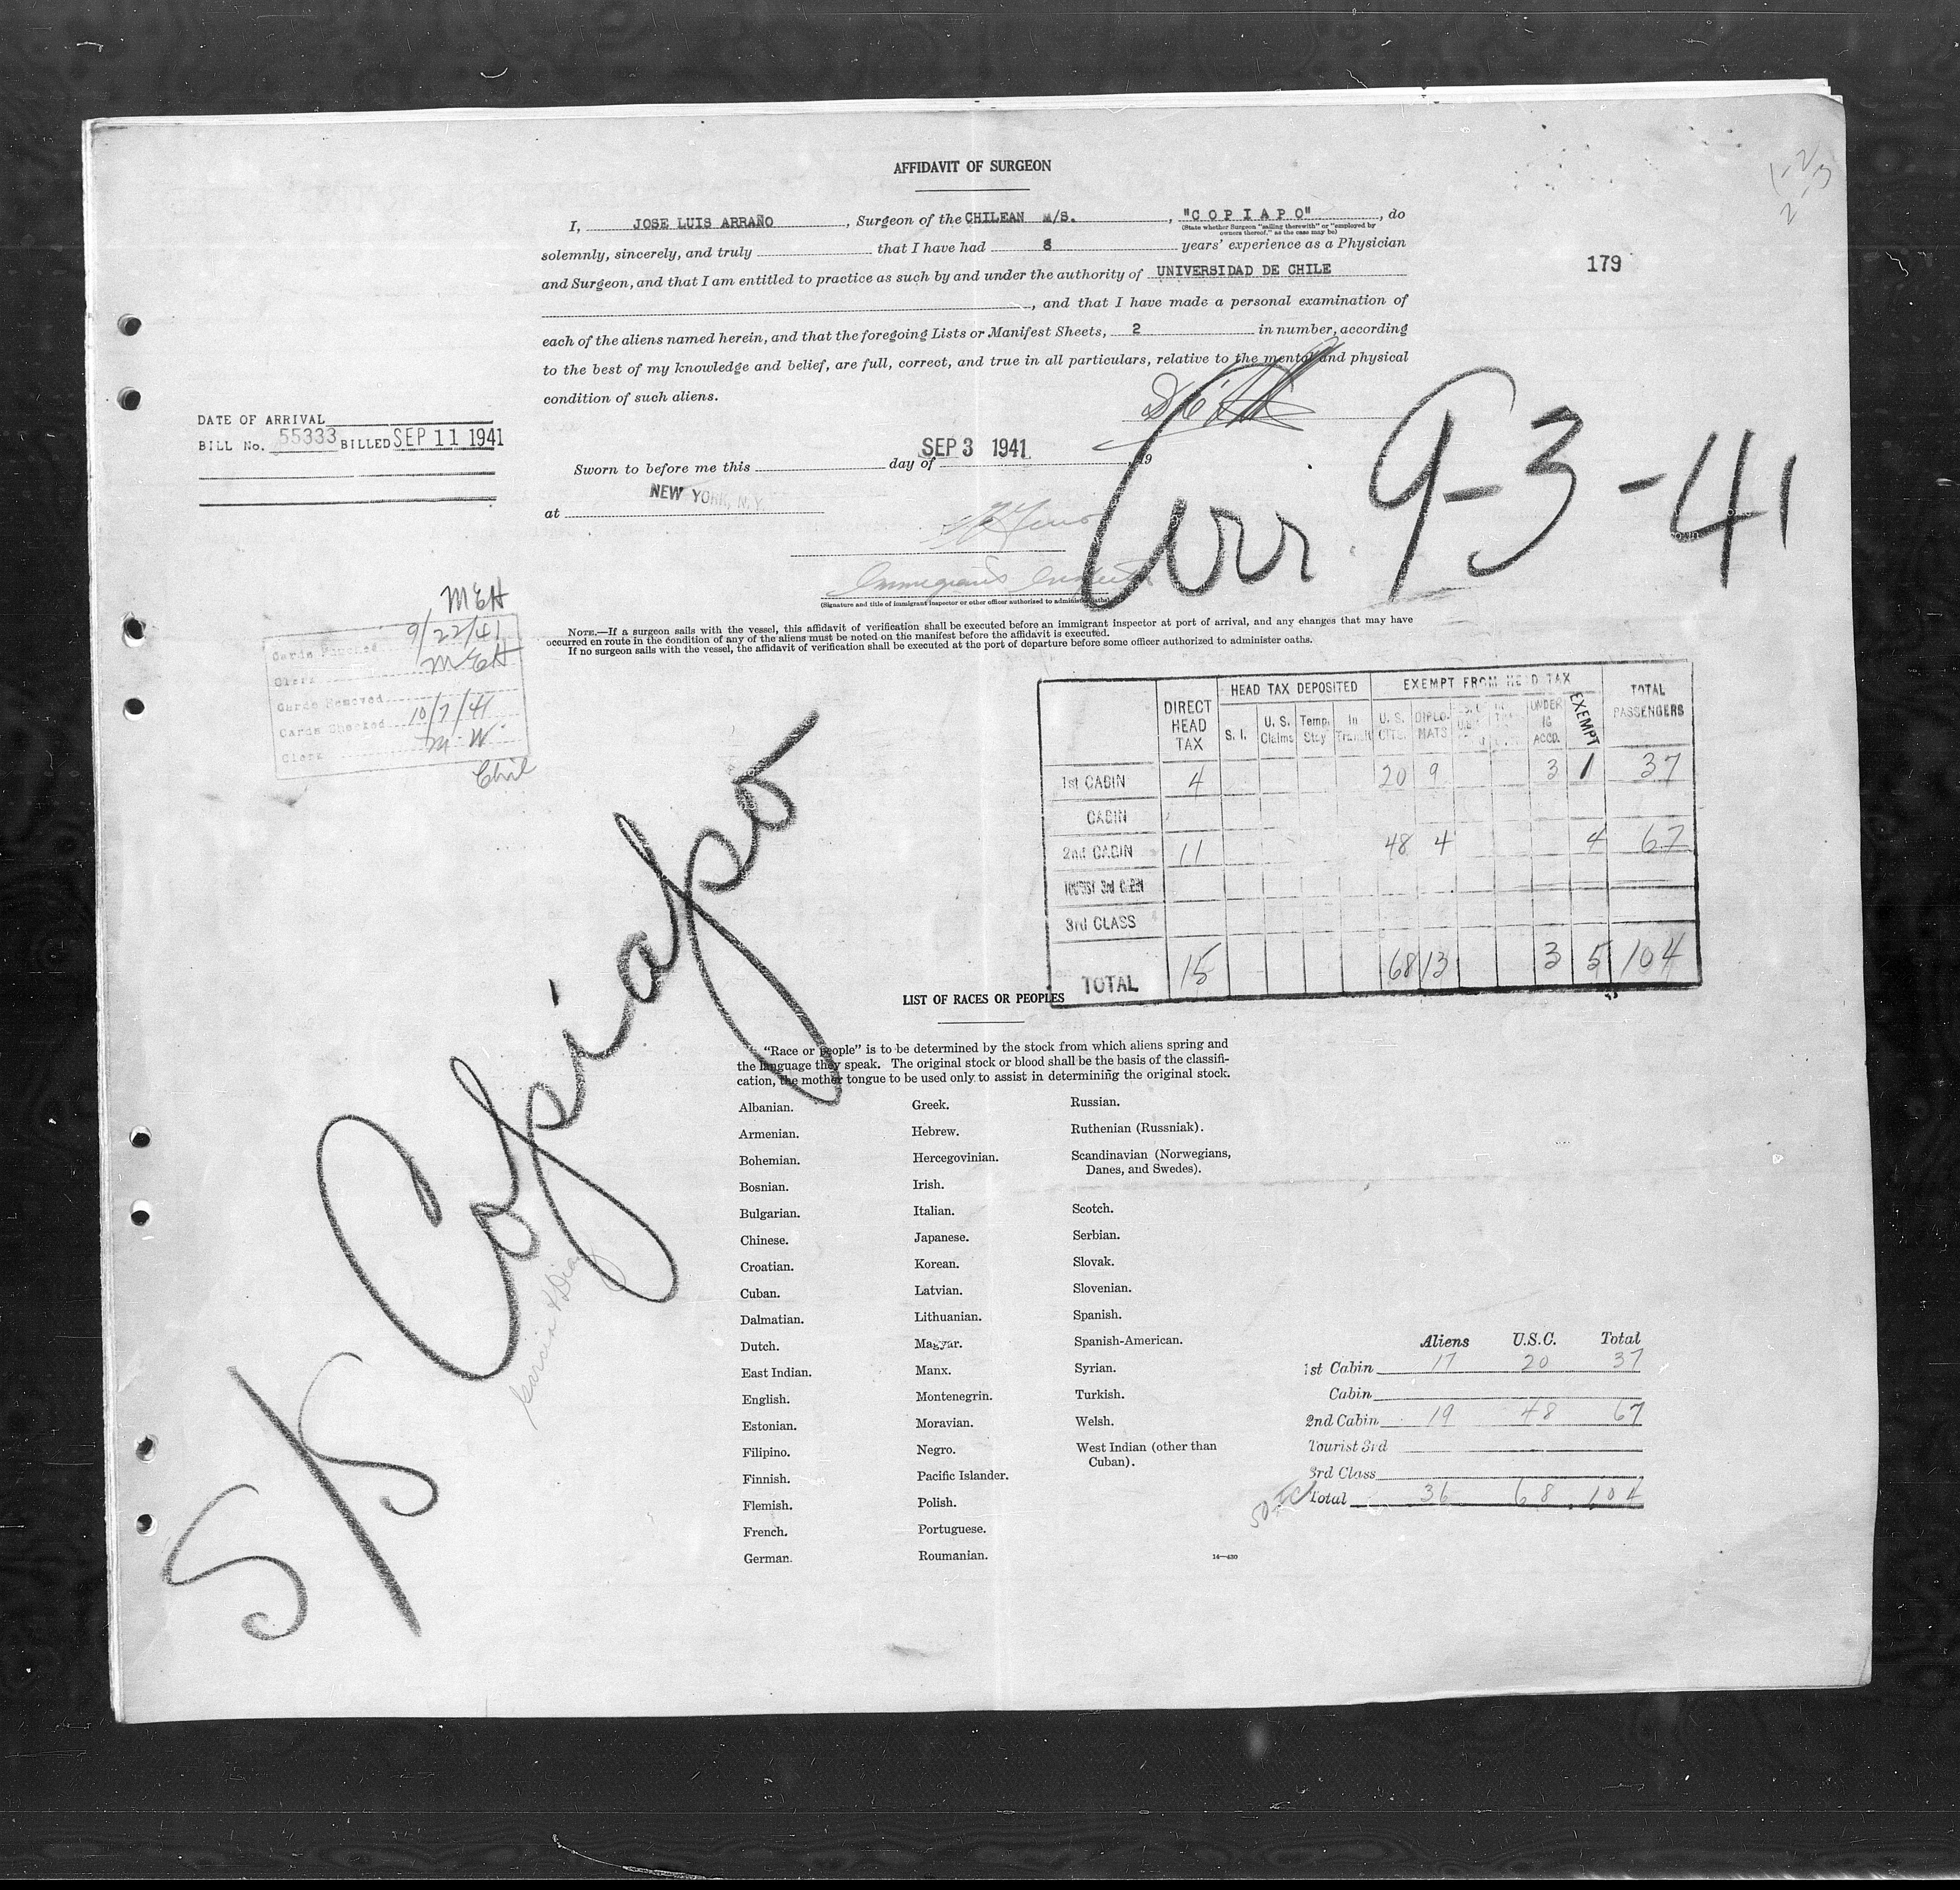 AFFIDAVIT OF SURGEON
I, JOSE LUIS ARRAÑO, Surgeon of the CHILEAN M/S., "COPIAPO", do
(State whether Surgeon "sailing therewith" or "employed by
owners thereof," as the case may be)
solemnly, sincerely, and truly that I have had 8 years' experience as a Physician
and Surgeon, and that I am entitled to practice as such by and under the authority of UNIVERSIDAD DE CHILE
179
, and that I have made a personal examination of
each of the aliens named herein, and that the foregoing Lists or Manifest Sheets, 2 in number, according
to the best of my knowledge and belief, are full, correct, and true in all particulars, relative to the mental and physical
condition of such aliens.
DATE OF ARRIVAL
BILL No. 55333 BILLED SEP 11 1941
Arr. 9-3-41
Sworn to before me this day of SEP 3 1941 19
at NEW YORK, N.Y.
(Signature and title of immigrant inspector or other officer authorized to administer oaths)
NOTE.—If a surgeon sails with the vessel, this affidavit of verification shall be executed before an immigrant inspector at port of arrival, and any changes that may have
occurred en route in the condition of any of the aliens must be noted on the manifest before the affidavit is executed.
If no surgeon sails with the vessel, the affidavit of verification shall be executed at the port of departure before some officer authorized to administer oaths.
MEH
Cards Punched 9/22/41
Clerk MEH
Cards Removed
Cards Checked 10/7/41
Clerk M.W.
Chil
S/S Copiapo
DIRECT HEAD TAX
HEAD TAX DEPOSITED
EXEMPT FROM HEAD TAX
TOTAL PASSENGERS
S. I. U. S. Claims Temp. Stay In Transit U. S. CITS. DIPLO-MATS UNDER 16 ACCO. EXEMPT
1st CABIN 4 20 9 3 1 37
CABIN
2nd CABIN 11 48 4 4 67
TOURIST 3rd CABIN
3rd CLASS
TOTAL 15 68 13 3 5 104
LIST OF RACES OR PEOPLES
"Race or people" is to be determined by the stock from which aliens spring and
the language they speak. The original stock or blood shall be the basis of the classifi-
cation, the mother tongue to be used only to assist in determining the original stock.
Albanian.
Armenian.
Bohemian.
Bosnian.
Bulgarian.
Chinese.
Croatian.
Cuban.
Dalmatian.
Dutch.
East Indian.
English.
Estonian.
Filipino.
Finnish.
Flemish.
French.
German.
Greek.
Hebrew.
Hercegovinian.
Irish.
Italian.
Japanese.
Korean.
Latvian.
Lithuanian.
Magyar.
Manx.
Montenegrin.
Moravian.
Negro.
Pacific Islander.
Polish.
Portuguese.
Roumanian.
Russian.
Ruthenian (Russniak).
Scandinavian (Norwegians,
Danes, and Swedes).
Scotch.
Serbian.
Slovak.
Slovenian.
Spanish.
Spanish-American.
Syrian.
Turkish.
Welsh.
West Indian (other than
Cuban).
14—430
Aliens U.S.C. Total
1st Cabin 17 20 37
Cabin
2nd Cabin 19 48 67
Tourist 3rd
3rd Class
Total 36 68 104